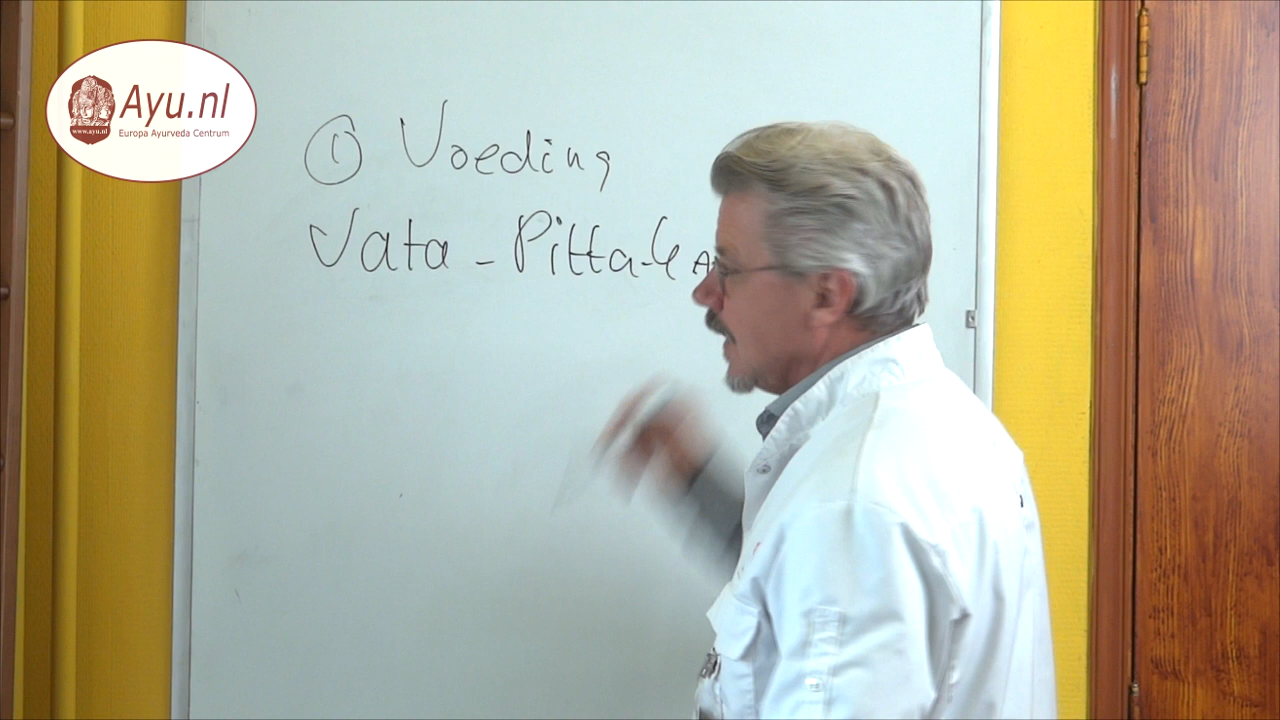 Ayu.nl
www.ayu.nl
Europa Ayurveda Centrum
① Voeding
Vata - Pitta-